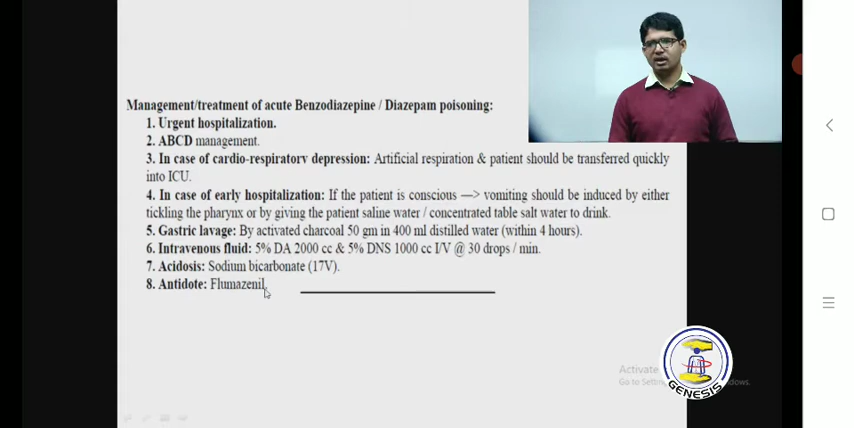 Management/treatment of acute Benzodiazepine / Diazepam poisoning:
1. Urgent hospitalization.
2. ABCD management.
3. In case of cardio-respiratory depression: Artificial respiration & patient should be transferred quickly
into ICU.
4. In case of early hospitalization: If the patient is conscious —> vomiting should be induced by either
tickling the pharynx or by giving the patient saline water / concentrated table salt water to drink.
5. Gastric lavage: By activated charcoal 50 gm in 400 ml distilled water (within 4 hours).
6. Intravenous fluid: 5% DA 2000 cc & 5% DNS 1000 cc I/V @ 30 drops / min.
7. Acidosis: Sodium bicarbonate (17V).
8. Antidote: Flumazenil.
Activate
Go to Settin
ndows.
GENESIS